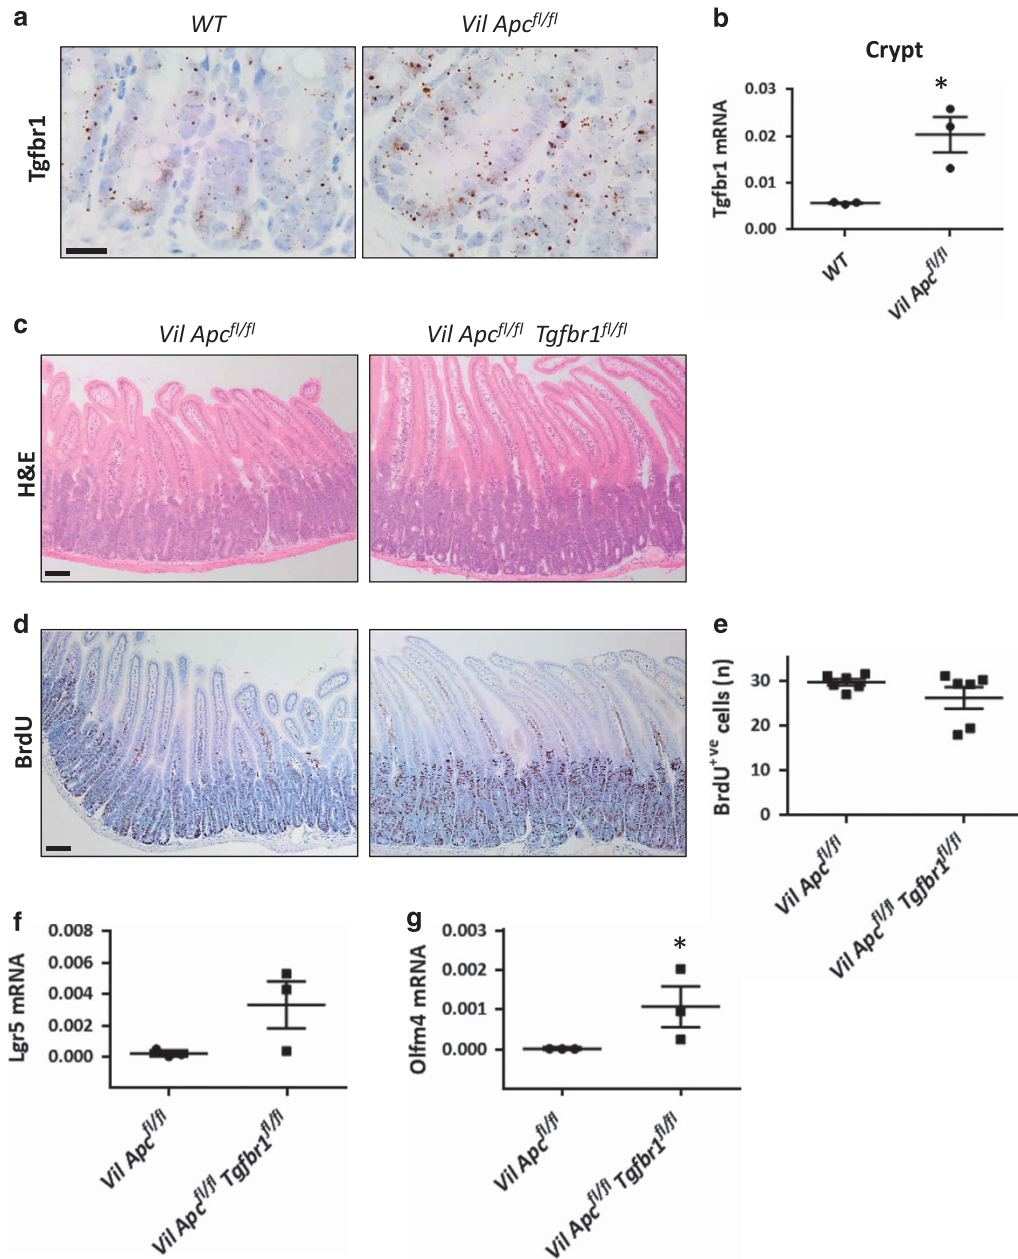 a
WT
Vil Apc^fl/fl
Tgfbr1
b
Crypt
*
Tgfbr1 mRNA
0.03
0.02
0.01
0.00
WT
Vil Apc^fl/fl
c
Vil Apc^fl/fl
Vil Apc^fl/fl Tgfbr1^fl/fl
H&E
d
BrdU
e
BrdU^+ve cells (n)
30
20
10
0
Vil Apc^fl/fl
Vil Apc^fl/fl Tgfbr1^fl/fl
f
Lgr5 mRNA
0.008
0.006
0.004
0.002
0.000
Vil Apc^fl/fl
Vil Apc^fl/fl Tgfbr1^fl/fl
g
Olfm4 mRNA
0.003
0.002
0.001
0.000
*
Vil Apc^fl/fl
Vil Apc^fl/fl Tgfbr1^fl/fl